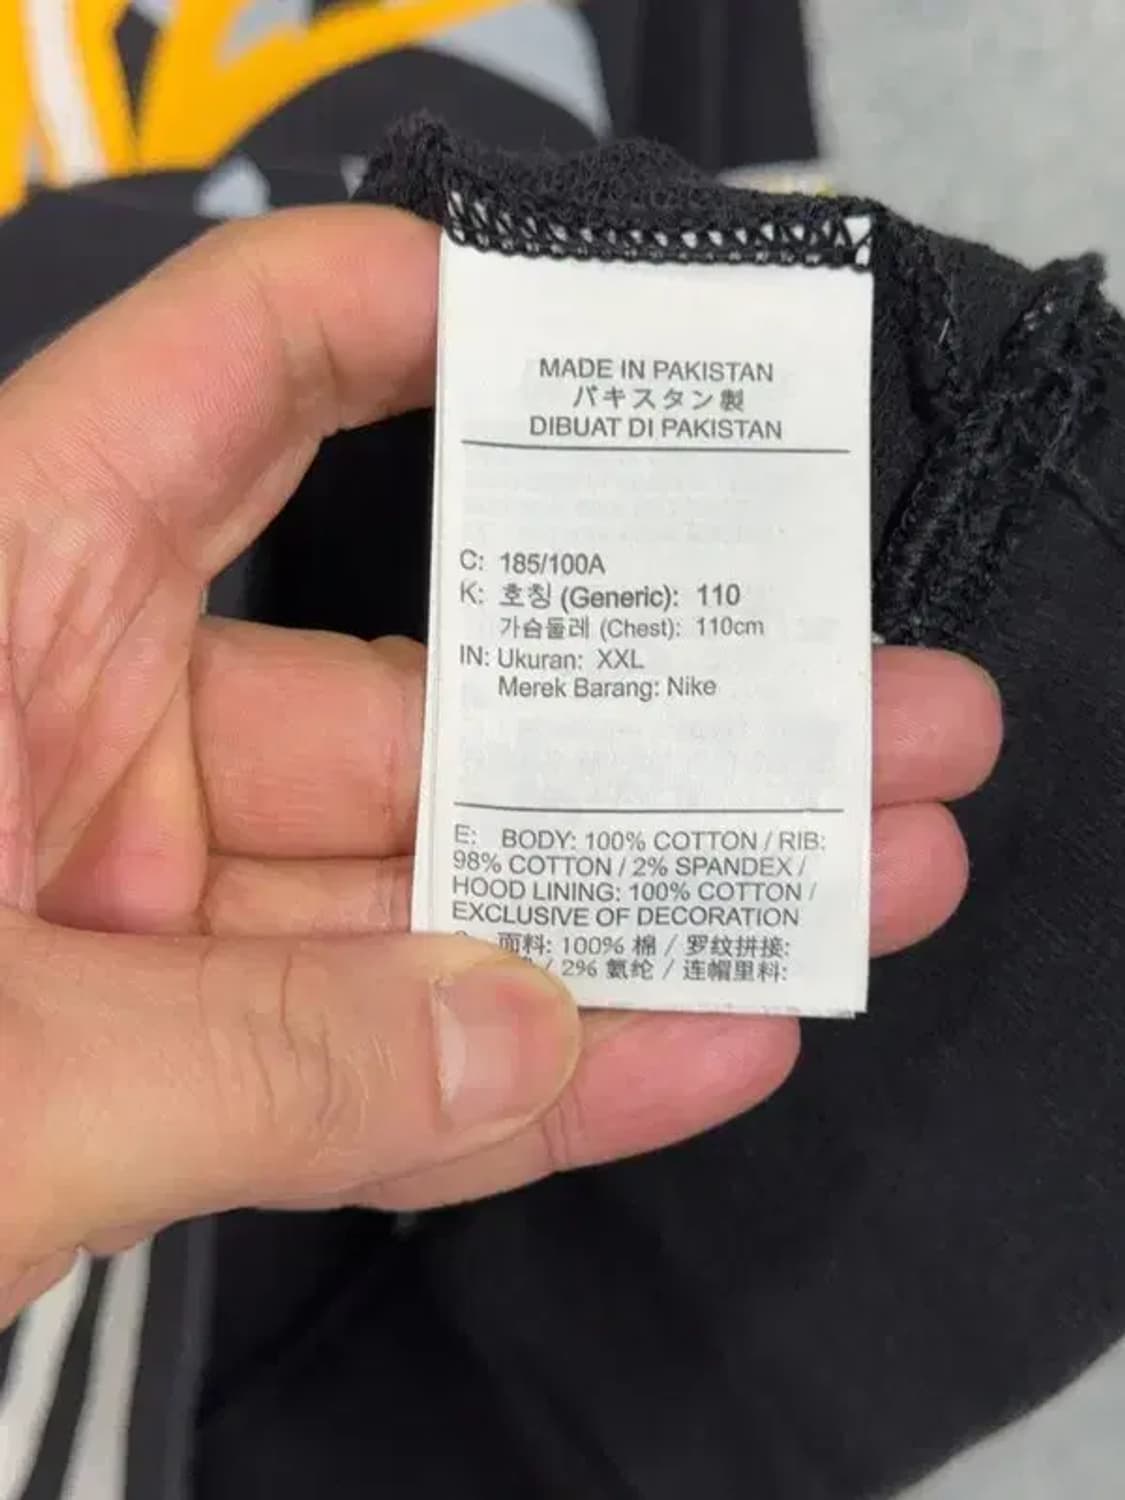 MADE IN PAKISTAN
パキスタン製
DIBUAT DI PAKISTAN
C: 185/100A
K: 호칭 (Generic): 110
가슴둘레 (Chest): 110cm
IN: Ukuran: XXL
Merek Barang: Nike
E: BODY: 100% COTTON / RIB:
98% COTTON / 2% SPANDEX /
HOOD LINING: 100% COTTON /
EXCLUSIVE OF DECORATION
面料: 100% 棉 / 罗纹拼接:
/ 2% 氨纶 / 连帽里料: